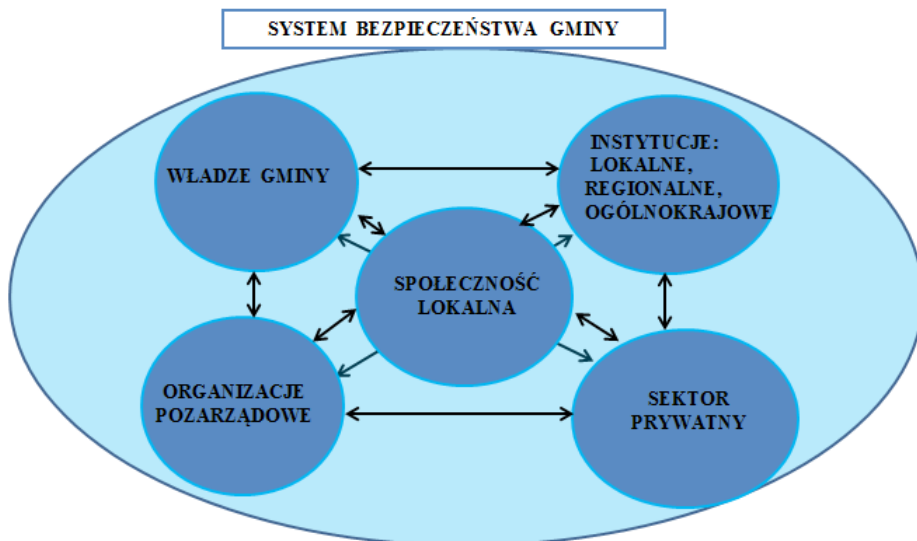 SYSTEM BEZPIECZEŃSTWA GMINY
WŁADZE GMINY
INSTYTUCJE:
LOKALNE,
REGIONALNE,
OGÓLNOKRAJOWE
SPOŁECZNOŚĆ
LOKALNA
ORGANIZACJE
POZARZĄDOWE
SEKTOR
PRYWATNY